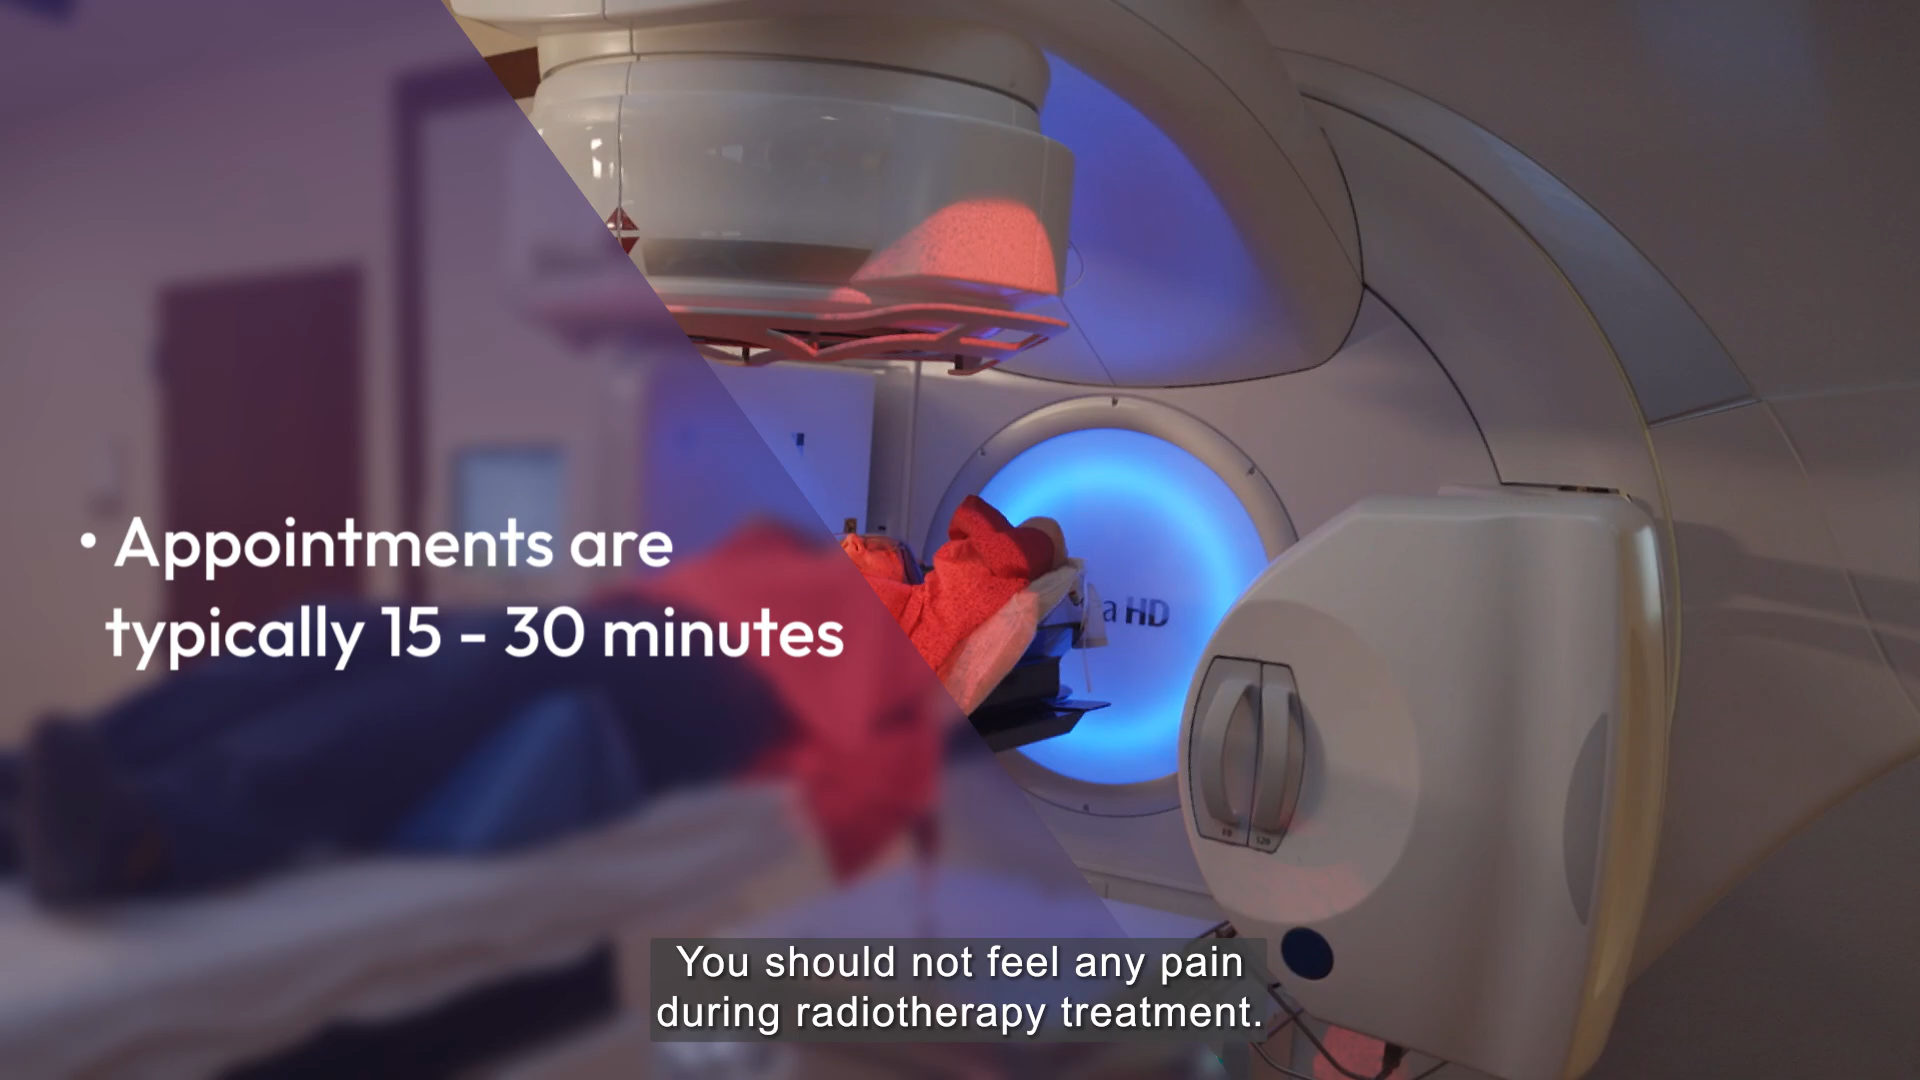 • Appointments are
typically 15 - 30 minutes
a HD
You should not feel any pain
during radiotherapy treatment.